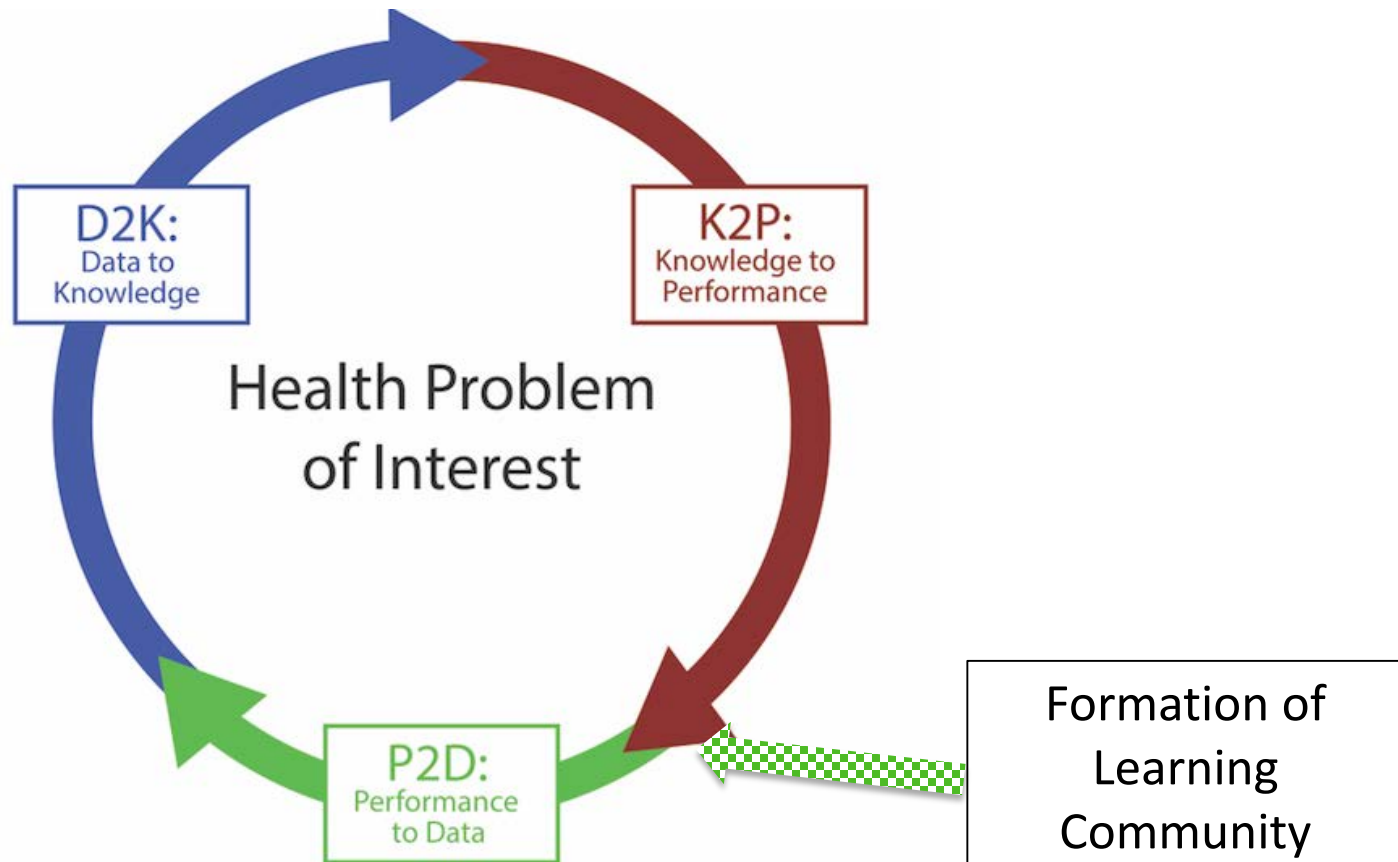 D2K:
Data to
Knowledge
K2P:
Knowledge to
Performance
Health Problem
of Interest
P2D:
Performance
to Data
Formation of
Learning
Community